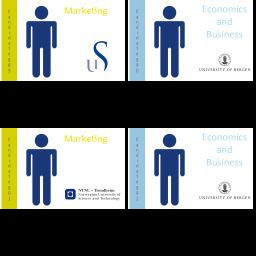 Marketing
US
Economics
and
Business
UNIVERSITY OF BERGEN
Marketing
NTNU – Trondheim
Norwegian University of
Science and Technology
Economics
and
Business
UNIVERSITY OF BERGEN